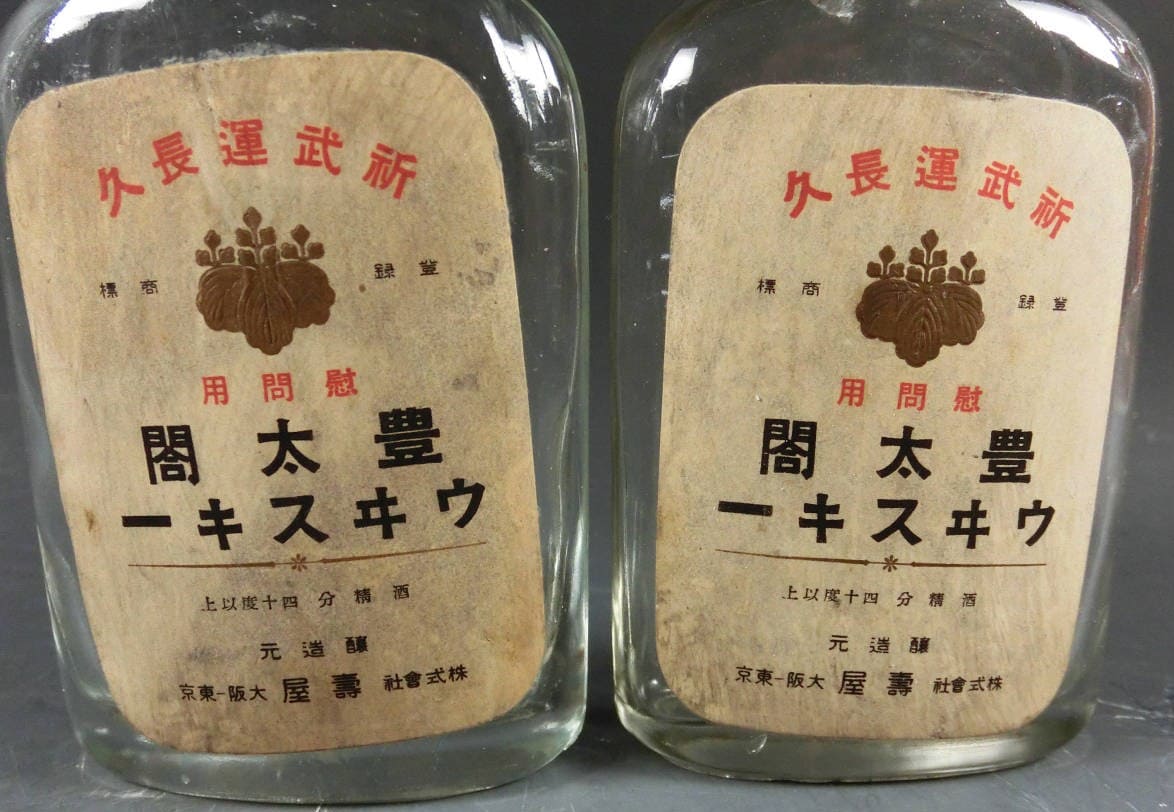 祈武運長久
登録 商標
慰問用
豊太閤
ウヰスキー
酒精分四十度以上
釀造元
株式會社 壽屋 大阪-東京
祈武運長久
登録 商標
慰問用
豊太閤
ウヰスキー
酒精分四十度以上
釀造元
株式會社 壽屋 大阪-東京